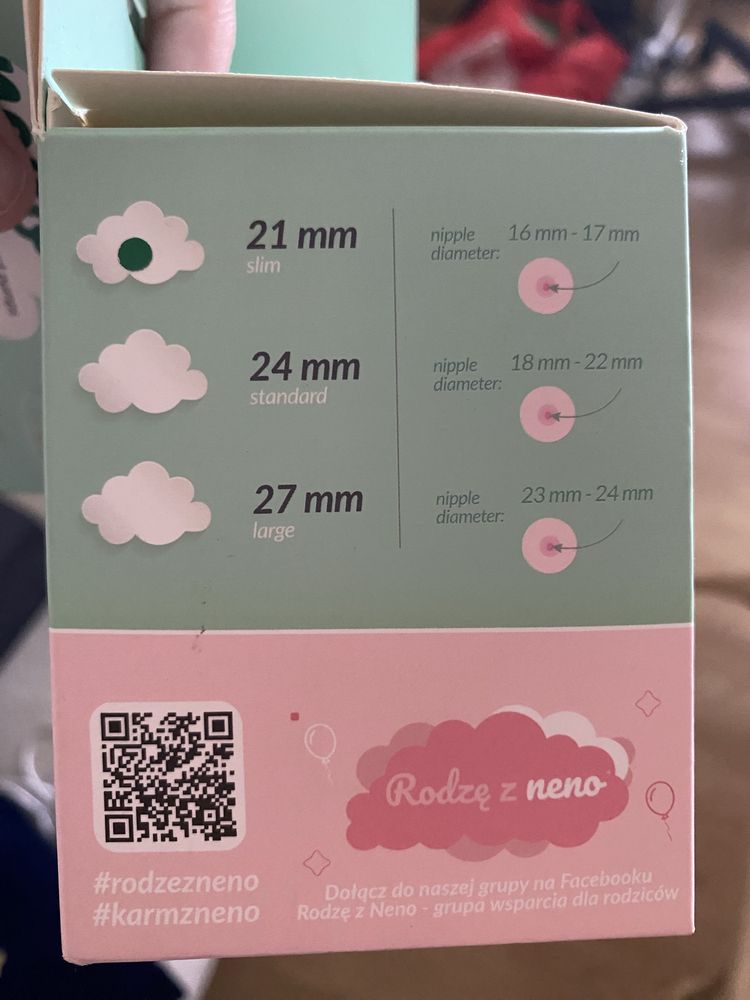 21 mm
slim
nipple
diameter:
16 mm - 17 mm
24 mm
standard
nipple
diameter:
18 mm - 22 mm
27 mm
large
nipple
diameter:
23 mm - 24 mm
Rodzę z neno
#rodzezneno
#karmzneno
Dołącz do naszej grupy na Facebooku
Rodzę z Neno - grupa wsparcia dla rodziców